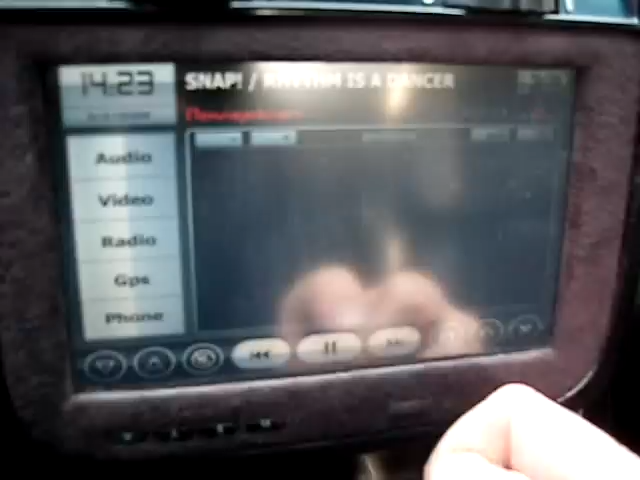 14:23
SNAP! / RHYTHM IS A DANCER
Audio
Video
Radio
Gps
Phone